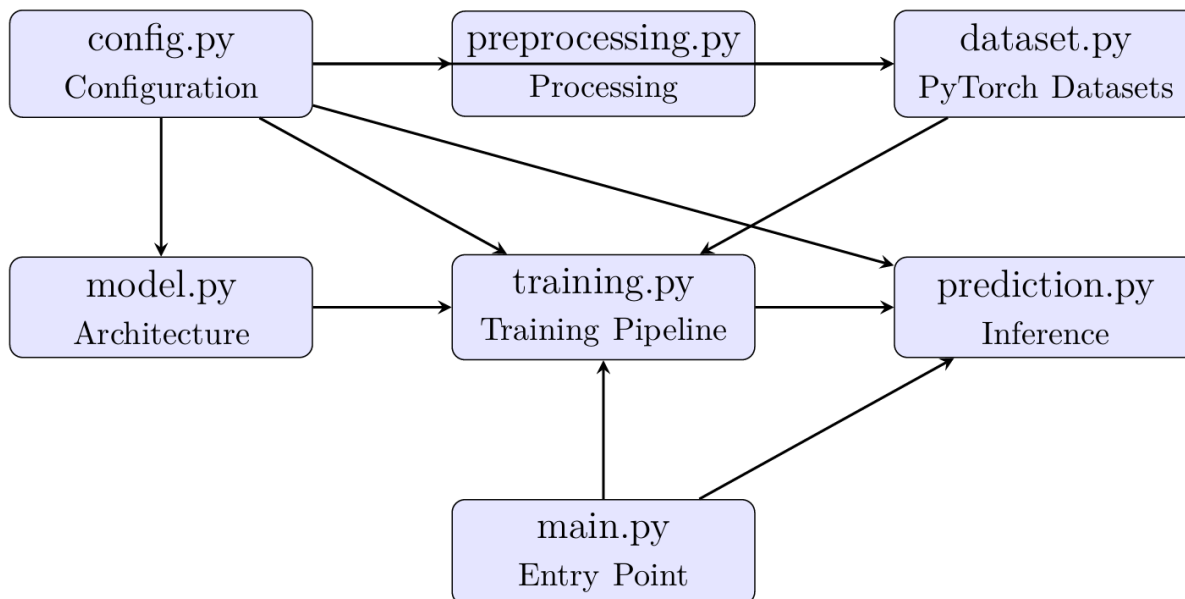 config.py
Configuration
preprocessing.py
Processing
dataset.py
PyTorch Datasets
model.py
Architecture
training.py
Training Pipeline
prediction.py
Inference
main.py
Entry Point